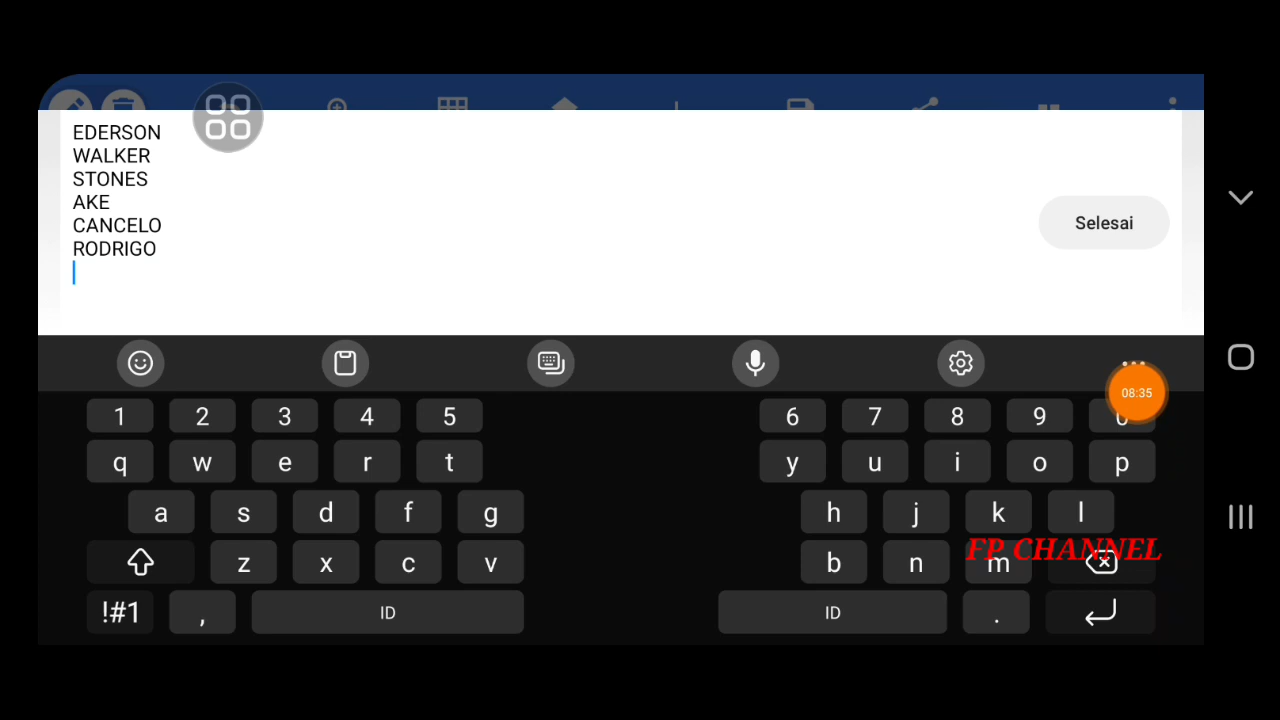 EDERSON
WALKER
STONES
AKE
CANCELO
RODRIGO
Selesai
08:35
1 2 3 4 5 6 7 8 9 0
q w e r t y u i o p
a s d f g h j k l
z x c v b n m
FP CHANNEL
!#1 , ID ID .